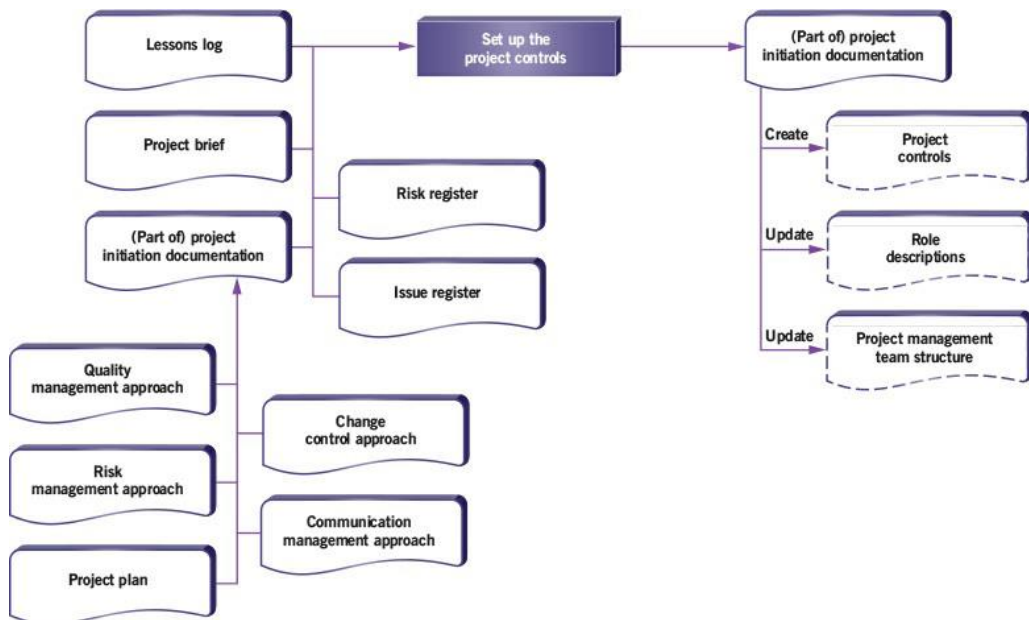 Lessons log
Set up the
project controls
(Part of) project
initiation documentation
Create
Project brief
Project
controls
Risk register
(Part of) project
initiation documentation
Update
Role
descriptions
Issue register
Update
Project management
team structure
Quality
management approach
Change
control approach
Risk
management approach
Communication
management approach
Project plan